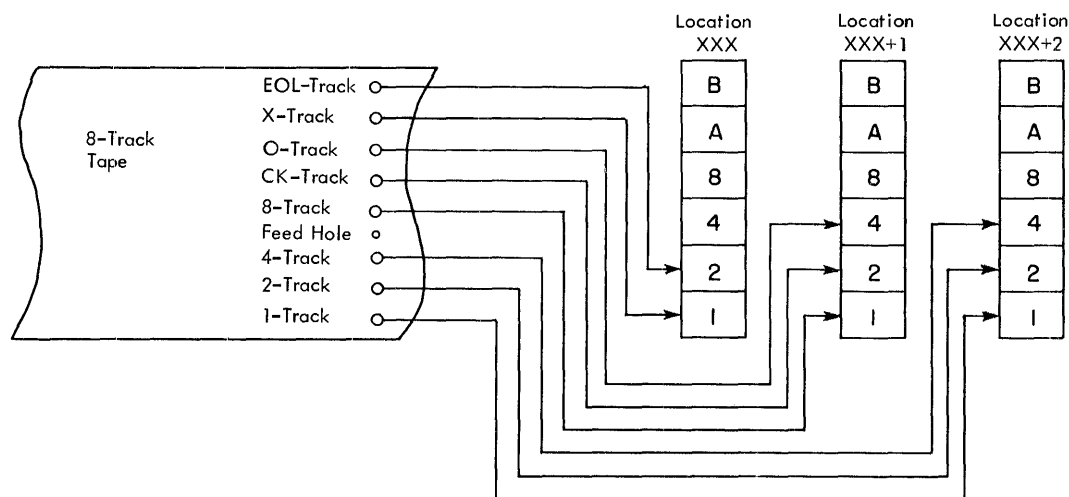 Location XXX
Location XXX+1
Location XXX+2
8-Track
Tape
EOL-Track
X-Track
O-Track
CK-Track
8-Track
Feed Hole
4-Track
2-Track
1-Track
B
A
8
4
2
1
B
A
8
4
2
1
B
A
8
4
2
1